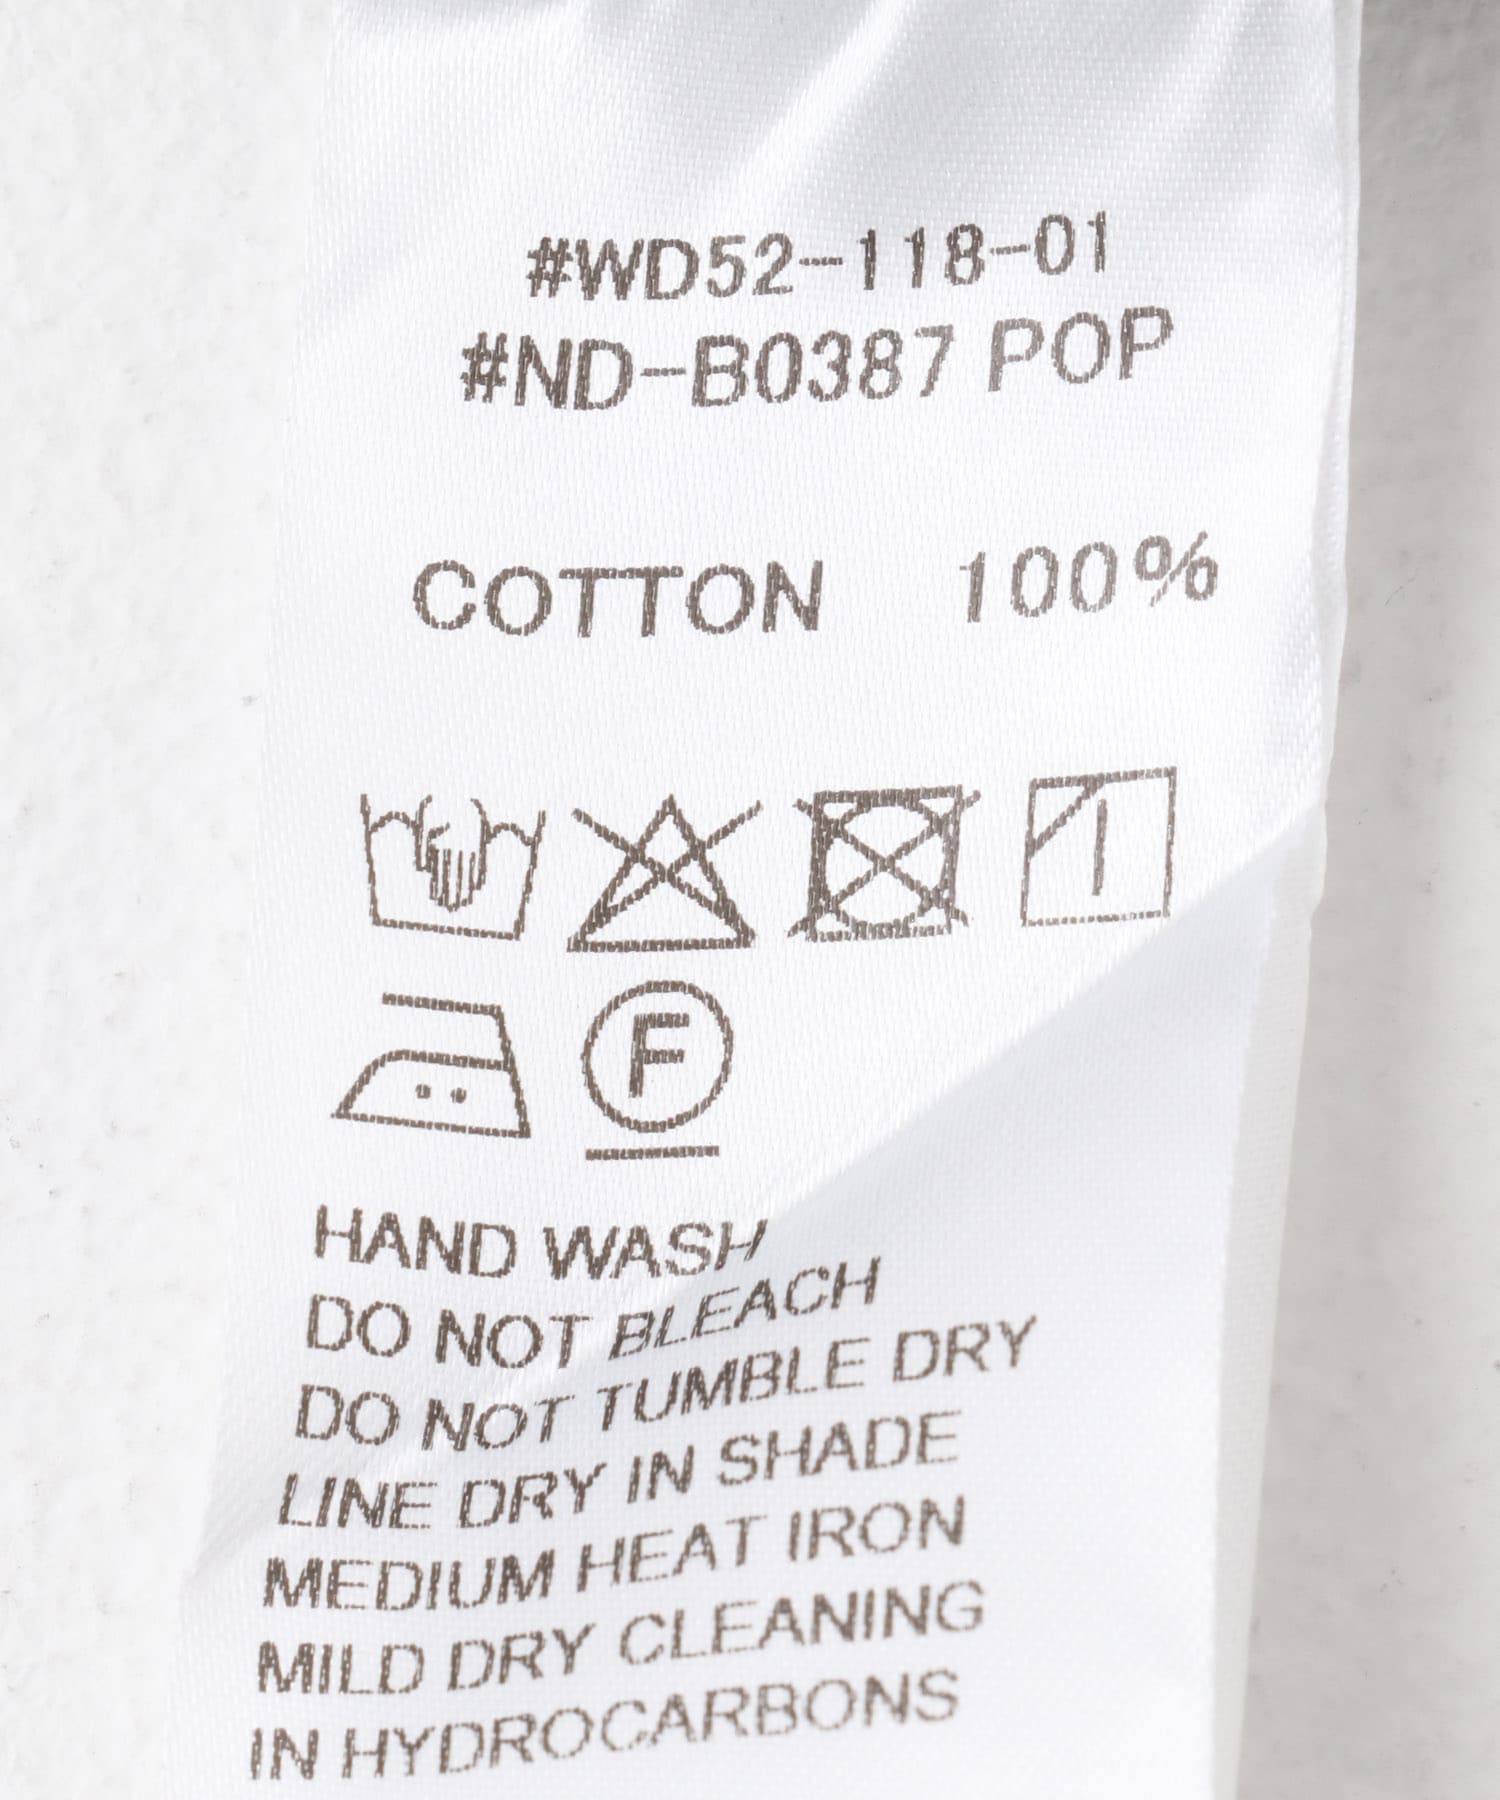 #WD52-118-01
#ND-B0387 POP
COTTON 100%
F
HAND WASH
DO NOT BLEACH
DO NOT TUMBLE DRY
LINE DRY IN SHADE
MEDIUM HEAT IRON
MILD DRY CLEANING
IN HYDROCARBONS